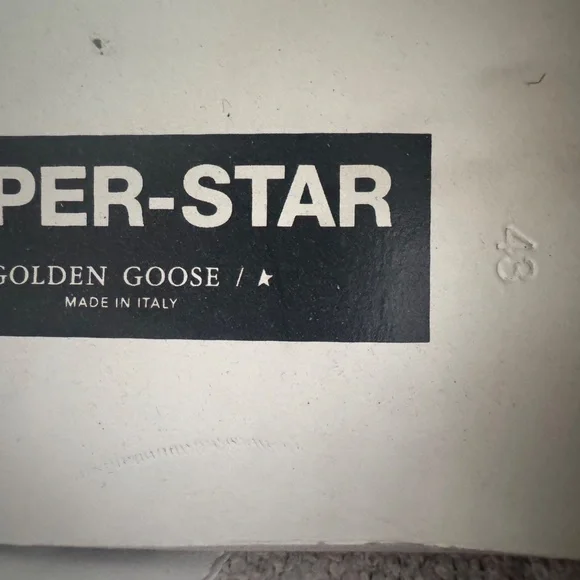 PER-STAR
GOLDEN GOOSE / ★
MADE IN ITALY
43